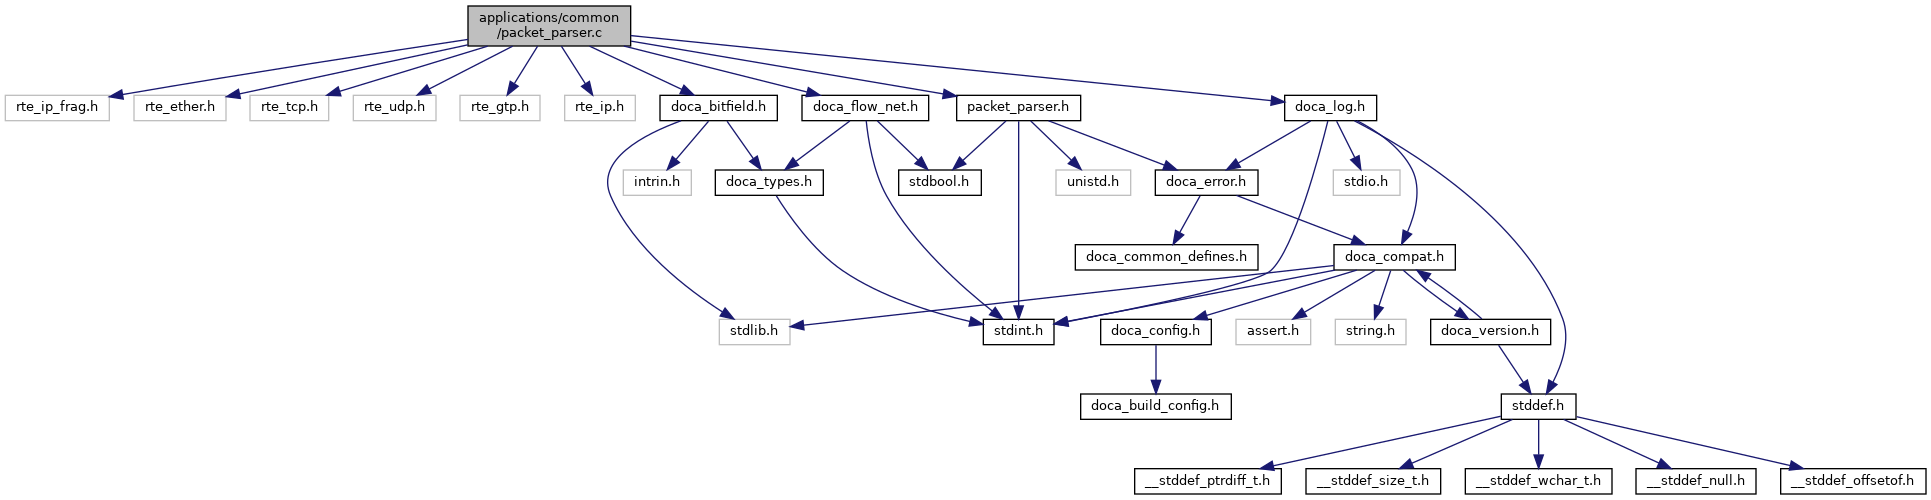 applications/common
/packet_parser.c
rte_ip_frag.h
rte_ether.h
rte_tcp.h
rte_udp.h
rte_gtp.h
rte_ip.h
doca_bitfield.h
doca_flow_net.h
packet_parser.h
doca_log.h
intrin.h
doca_types.h
stdbool.h
unistd.h
doca_error.h
stdio.h
doca_common_defines.h
doca_compat.h
stdlib.h
stdint.h
doca_config.h
assert.h
string.h
doca_version.h
doca_build_config.h
stddef.h
__stddef_ptrdiff_t.h
__stddef_size_t.h
__stddef_wchar_t.h
__stddef_null.h
__stddef_offsetof.h